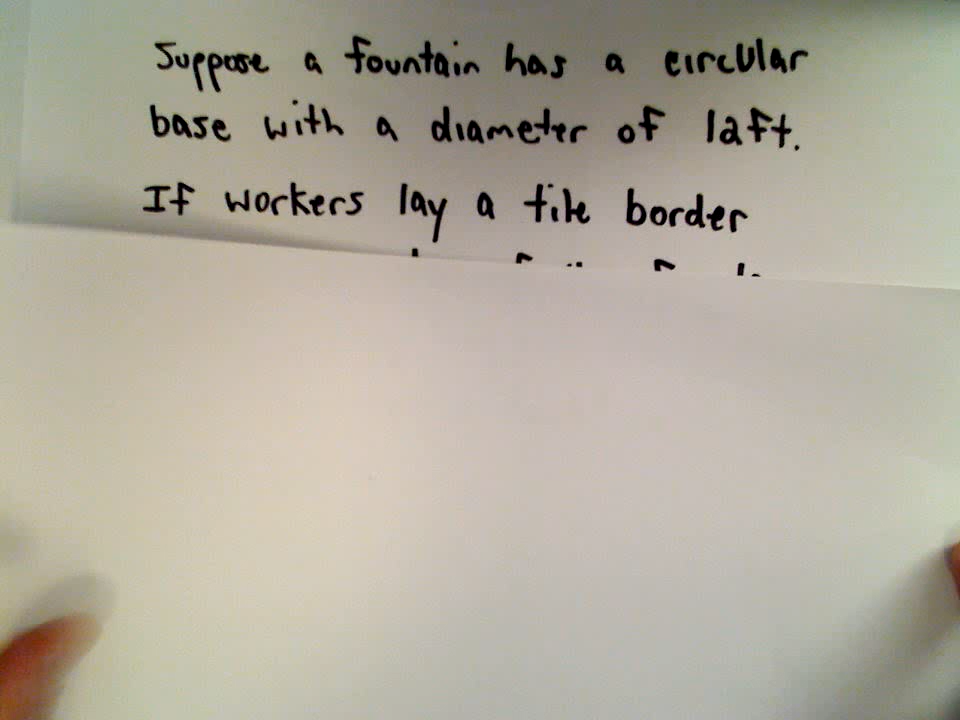 Suppose a fountain has a circular
base with a diameter of 12ft.
If workers lay a tile border